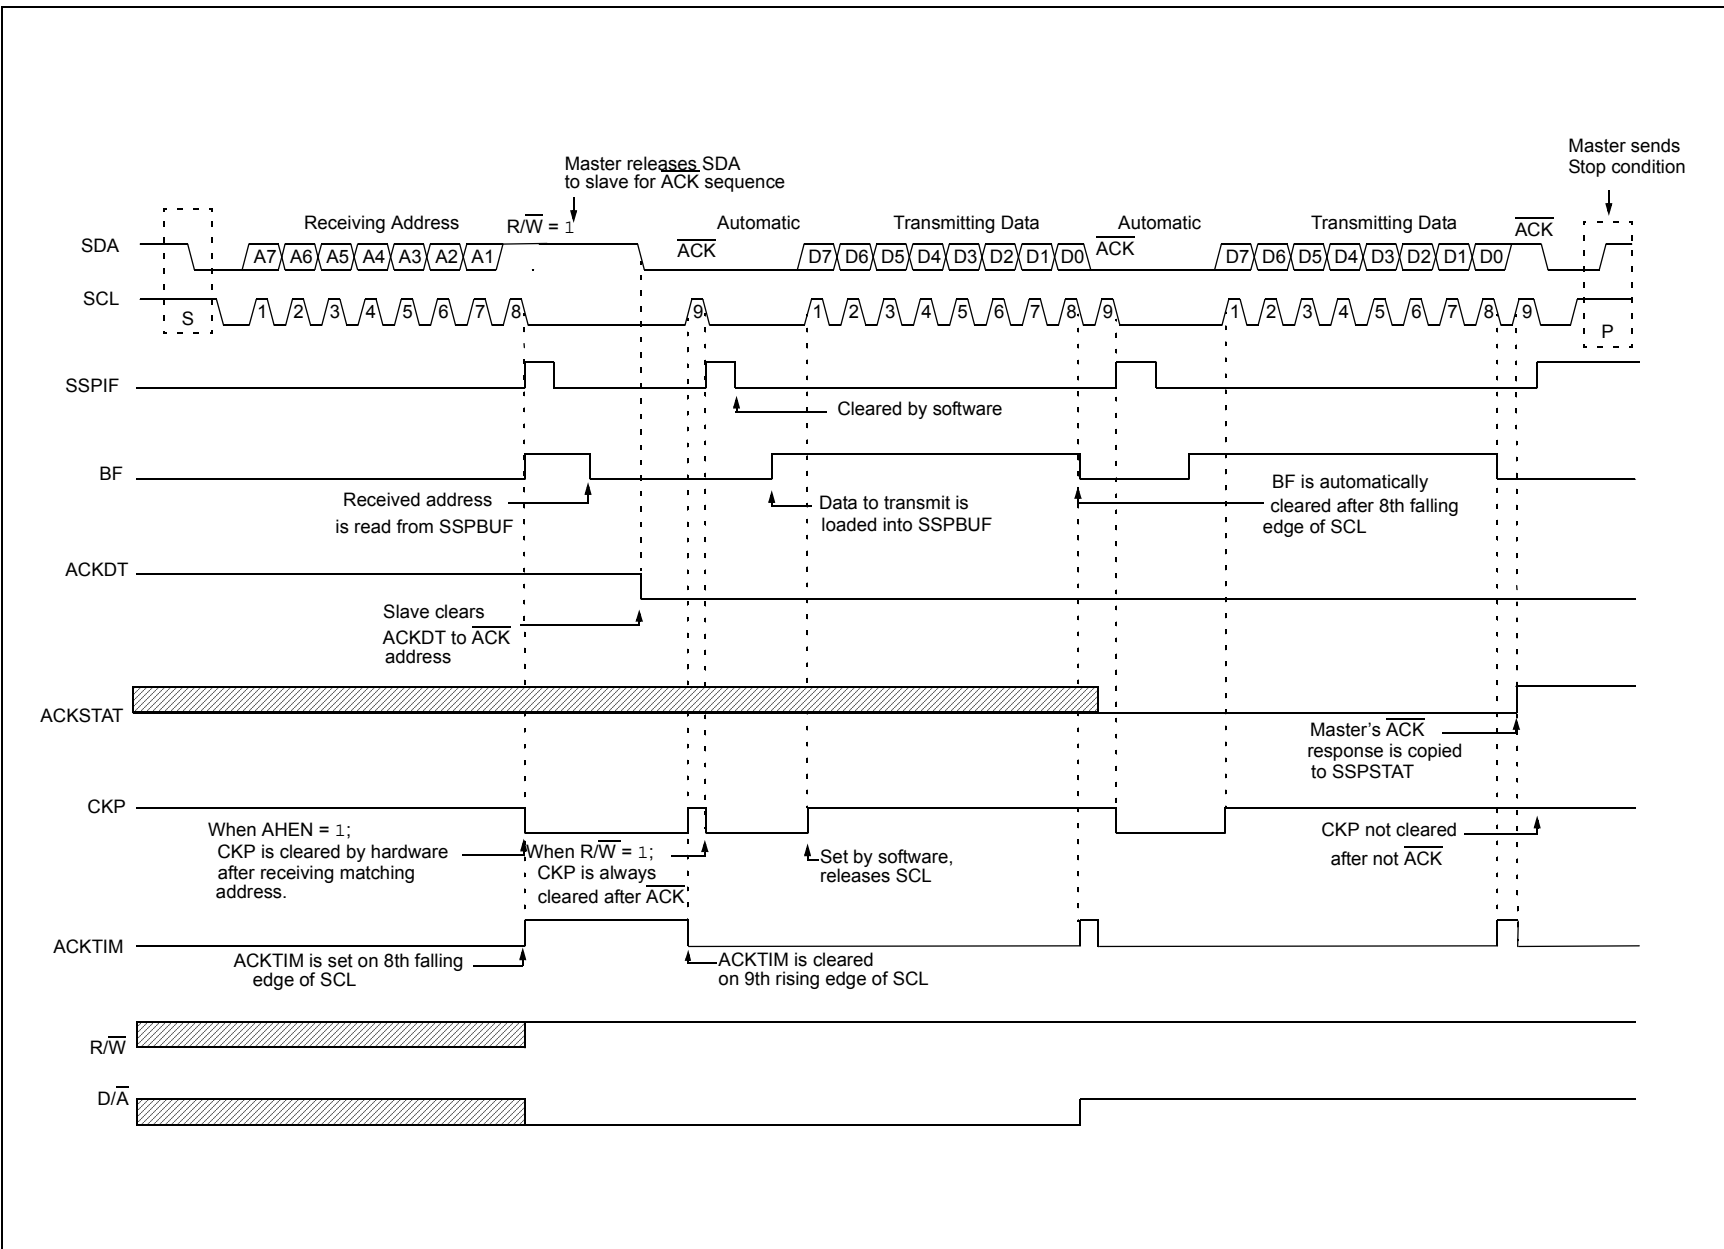 Master sends
Stop condition
Master releases SDA
to slave for A̅C̅K̅ sequence
Receiving Address
R/W̅ = 1
Automatic
Transmitting Data
Automatic
Transmitting Data
A̅C̅K̅
SDA
A7 A6 A5 A4 A3 A2 A1
A̅C̅K̅
D7 D6 D5 D4 D3 D2 D1 D0
A̅C̅K̅
D7 D6 D5 D4 D3 D2 D1 D0
SCL
S
1 2 3 4 5 6 7 8 9
1 2 3 4 5 6 7 8 9
1 2 3 4 5 6 7 8 9
P
SSPIF
Cleared by software
BF
Received address
is read from SSPBUF
Data to transmit is
loaded into SSPBUF
BF is automatically
cleared after 8th falling
edge of SCL
ACKDT
Slave clears
ACKDT to A̅C̅K̅
address
ACKSTAT
Master’s A̅C̅K̅
response is copied
to SSPSTAT
CKP
When AHEN = 1;
CKP is cleared by hardware
after receiving matching
address.
When R/W̅ = 1;
CKP is always
cleared after A̅C̅K̅
Set by software,
releases SCL
CKP not cleared
after not A̅C̅K̅
ACKTIM
ACKTIM is set on 8th falling
edge of SCL
ACKTIM is cleared
on 9th rising edge of SCL
R/W̅
D/A̅